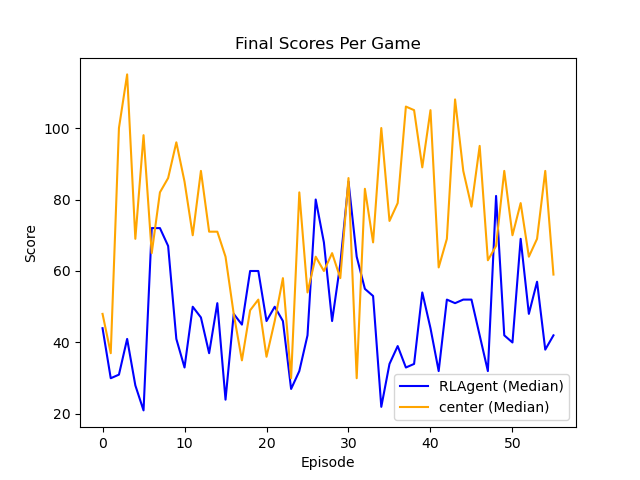 Final Scores Per Game
Score
100
80
60
40
20
0 10 20 30 40 50
Episode
RLAgent (Median)
center (Median)